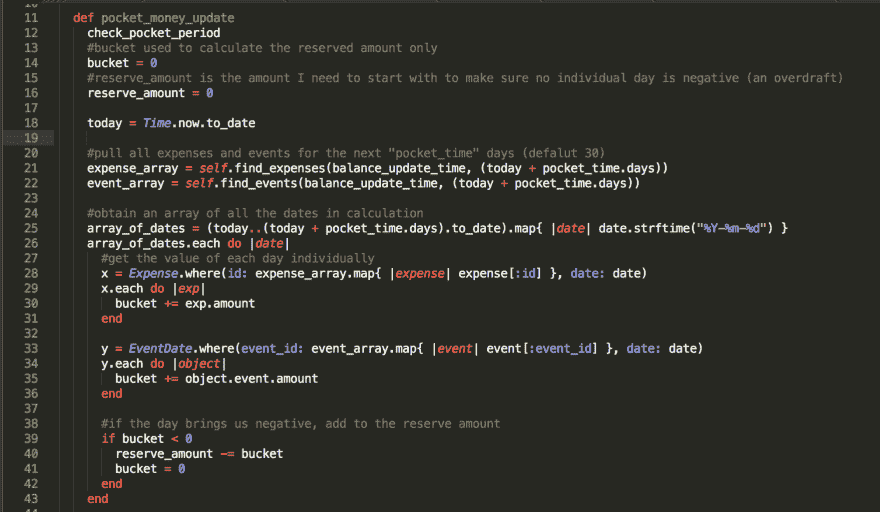 11 def pocket_money_update
12 check_pocket_period
13 #bucket used to calculate the reserved amount only
14 bucket = 0
15 #reserve_amount is the amount I need to start with to make sure no individual day is negative (an overdraft)
16 reserve_amount = 0
17
18 today = Time.now.to_date
19
20 #pull all expenses and events for the next "pocket_time" days (defalut 30)
21 expense_array = self.find_expenses(balance_update_time, (today + pocket_time.days))
22 event_array = self.find_events(balance_update_time, (today + pocket_time.days))
23
24 #obtain an array of all the dates in calculation
25 array_of_dates = (today..(today + pocket_time.days).to_date).map{ |date| date.strftime("%Y-%m-%d") }
26 array_of_dates.each do |date|
27 #get the value of each day individually
28 x = Expense.where(id: expense_array.map{ |expense| expense[:id] }, date: date)
29 x.each do |exp|
30 bucket += exp.amount
31 end
32
33 y = EventDate.where(event_id: event_array.map{ |event| event[:event_id] }, date: date)
34 y.each do |object|
35 bucket += object.event.amount
36 end
37
38 #if the day brings us negative, add to the reserve amount
39 if bucket < 0
40 reserve_amount -= bucket
41 bucket = 0
42 end
43 end